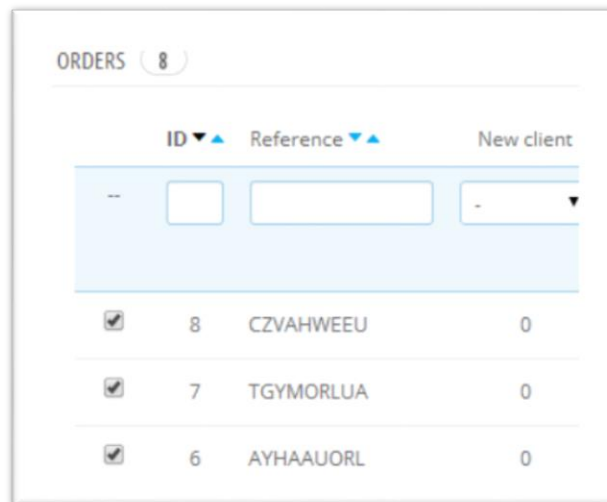 ORDERS 8
ID Reference New client
-- -
8 CZVAHWEEU 0
7 TGYMORLUA 0
6 AYHAAUORL 0